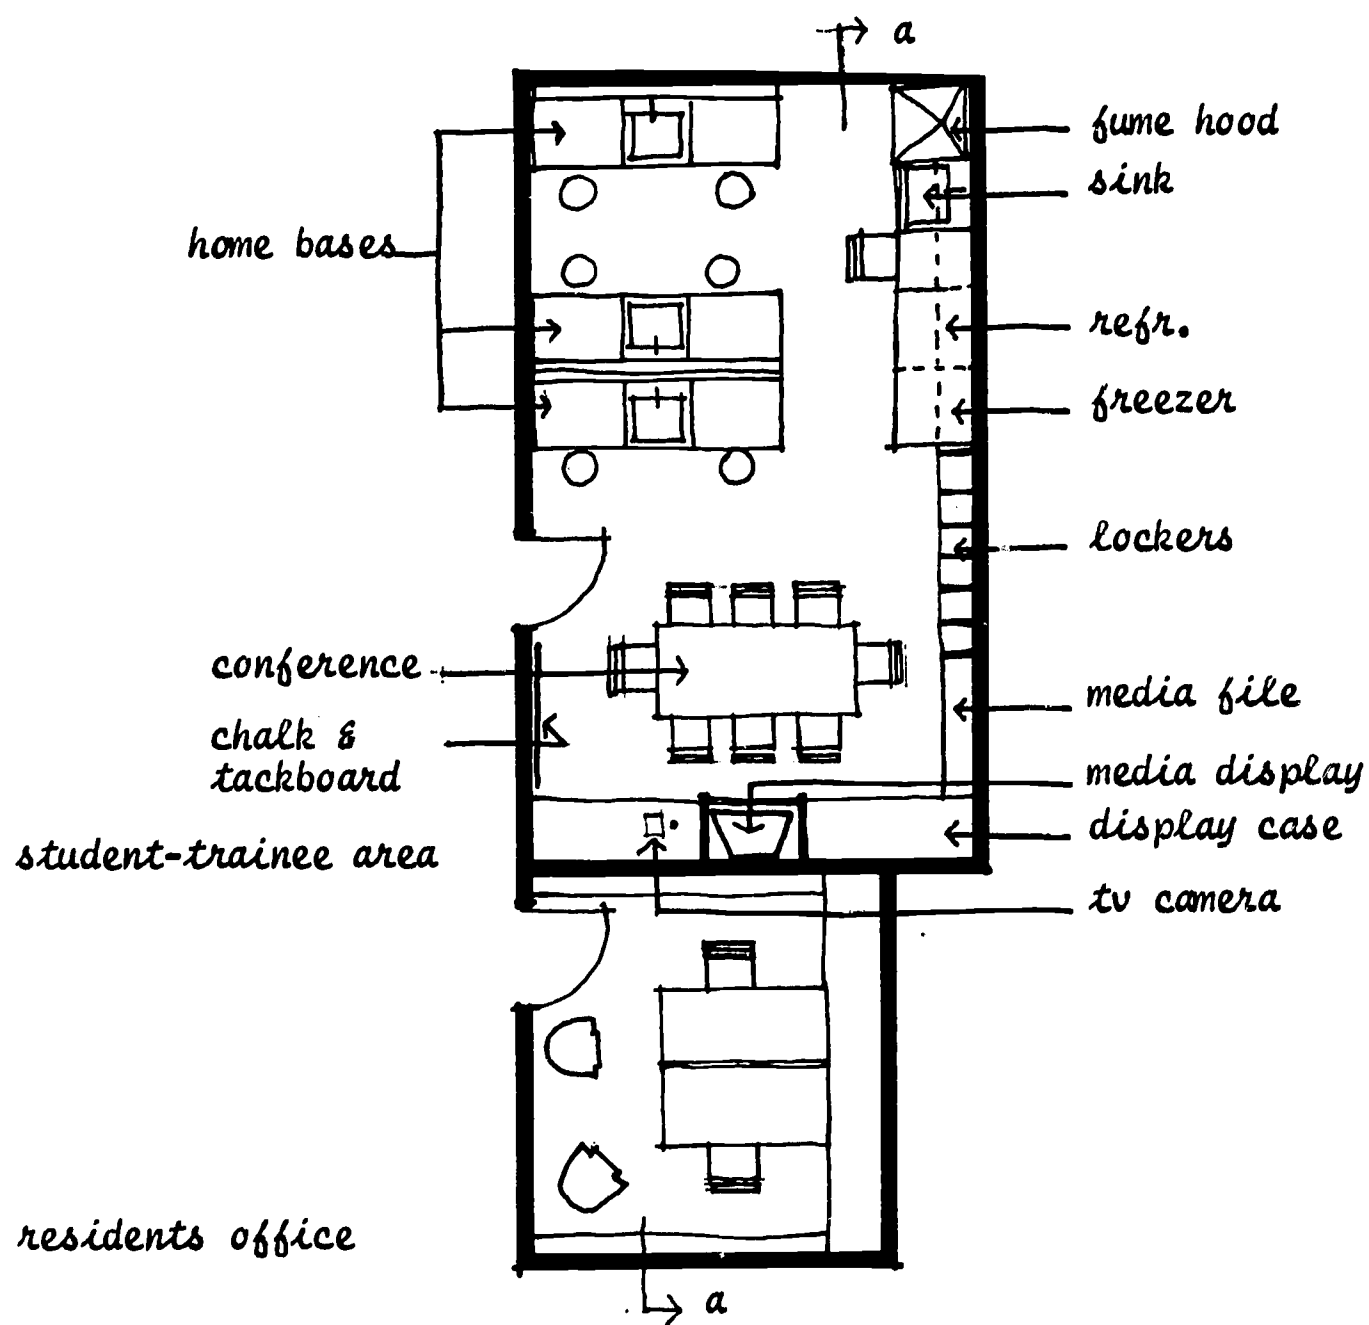 a
fume hood
sink
home bases
refr.
freezer
lockers
conference
media file
chalk &
tackboard
media display
display case
student-trainee area
tv camera
residents office
a